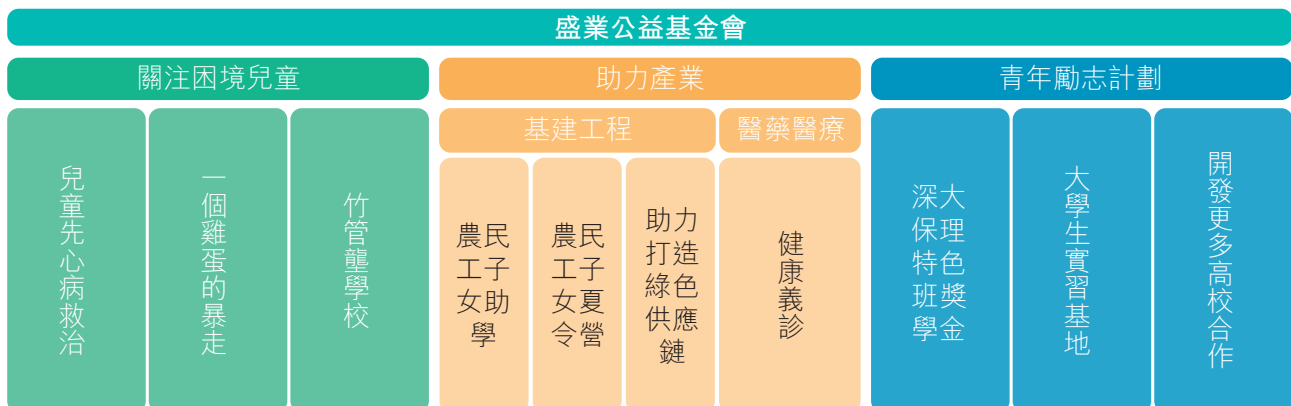 盛業公益基金會
關注困境兒童
兒童先心病救治
一個雞蛋的暴走
竹管壟學校
助力產業
基建工程
農民
工子
女助
學
農民
工子
女夏
令營
助力
打造
綠色
供應
鏈
醫藥醫療
健康義診
青年勵志計劃
深大
保理
特色
班獎
學金
大學生實習基地
開發更多高校合作